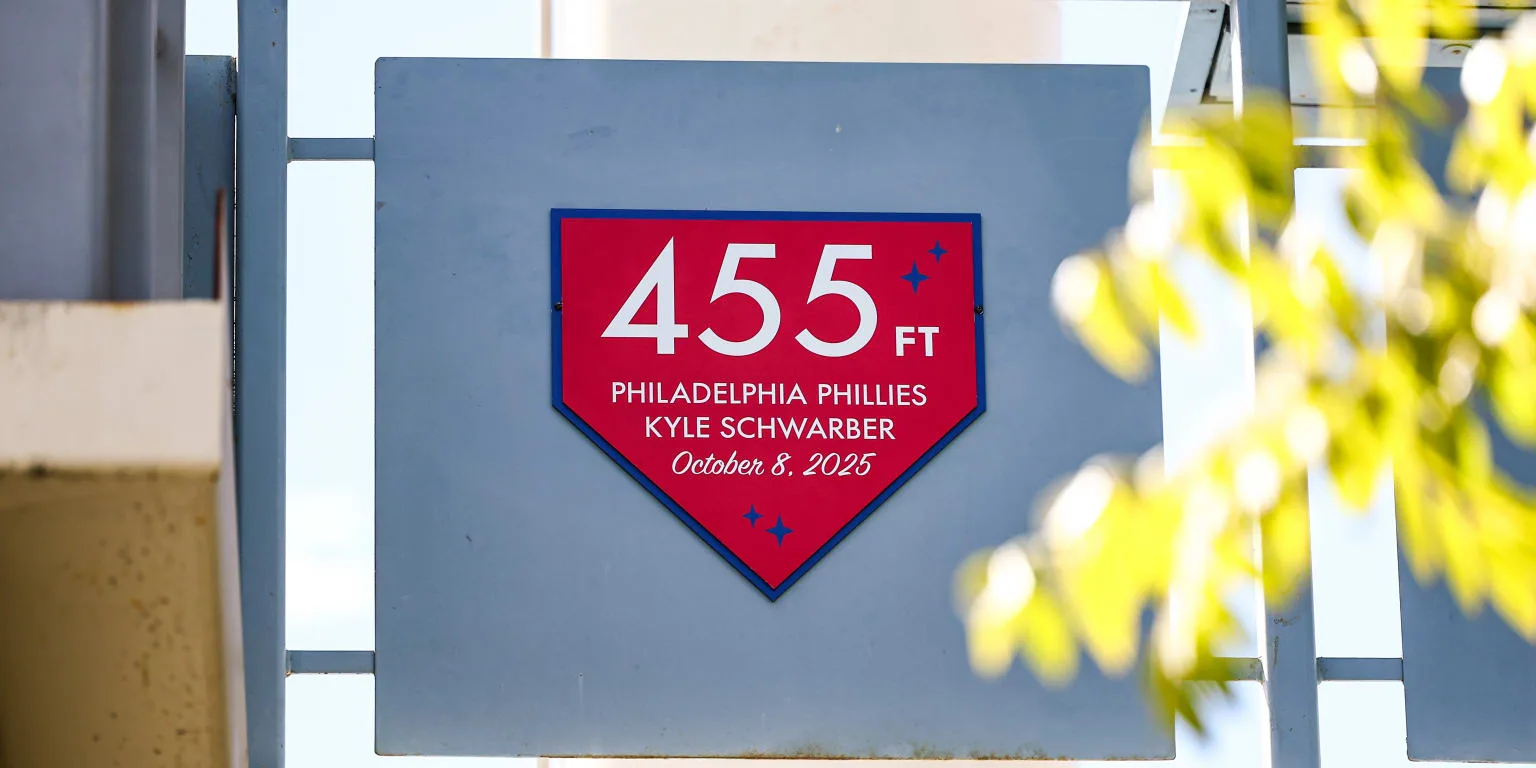 455 FT
PHILADELPHIA PHILLIES
KYLE SCHWARBER
October 8, 2025